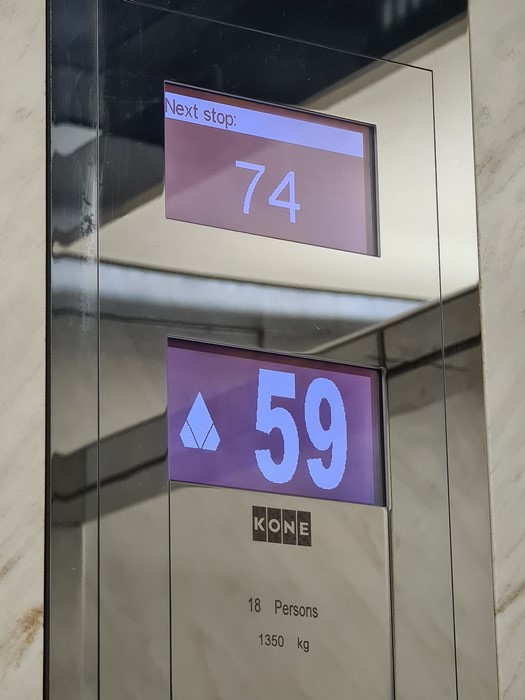 Next stop:
74
59
KONE
18 Persons
1350 kg